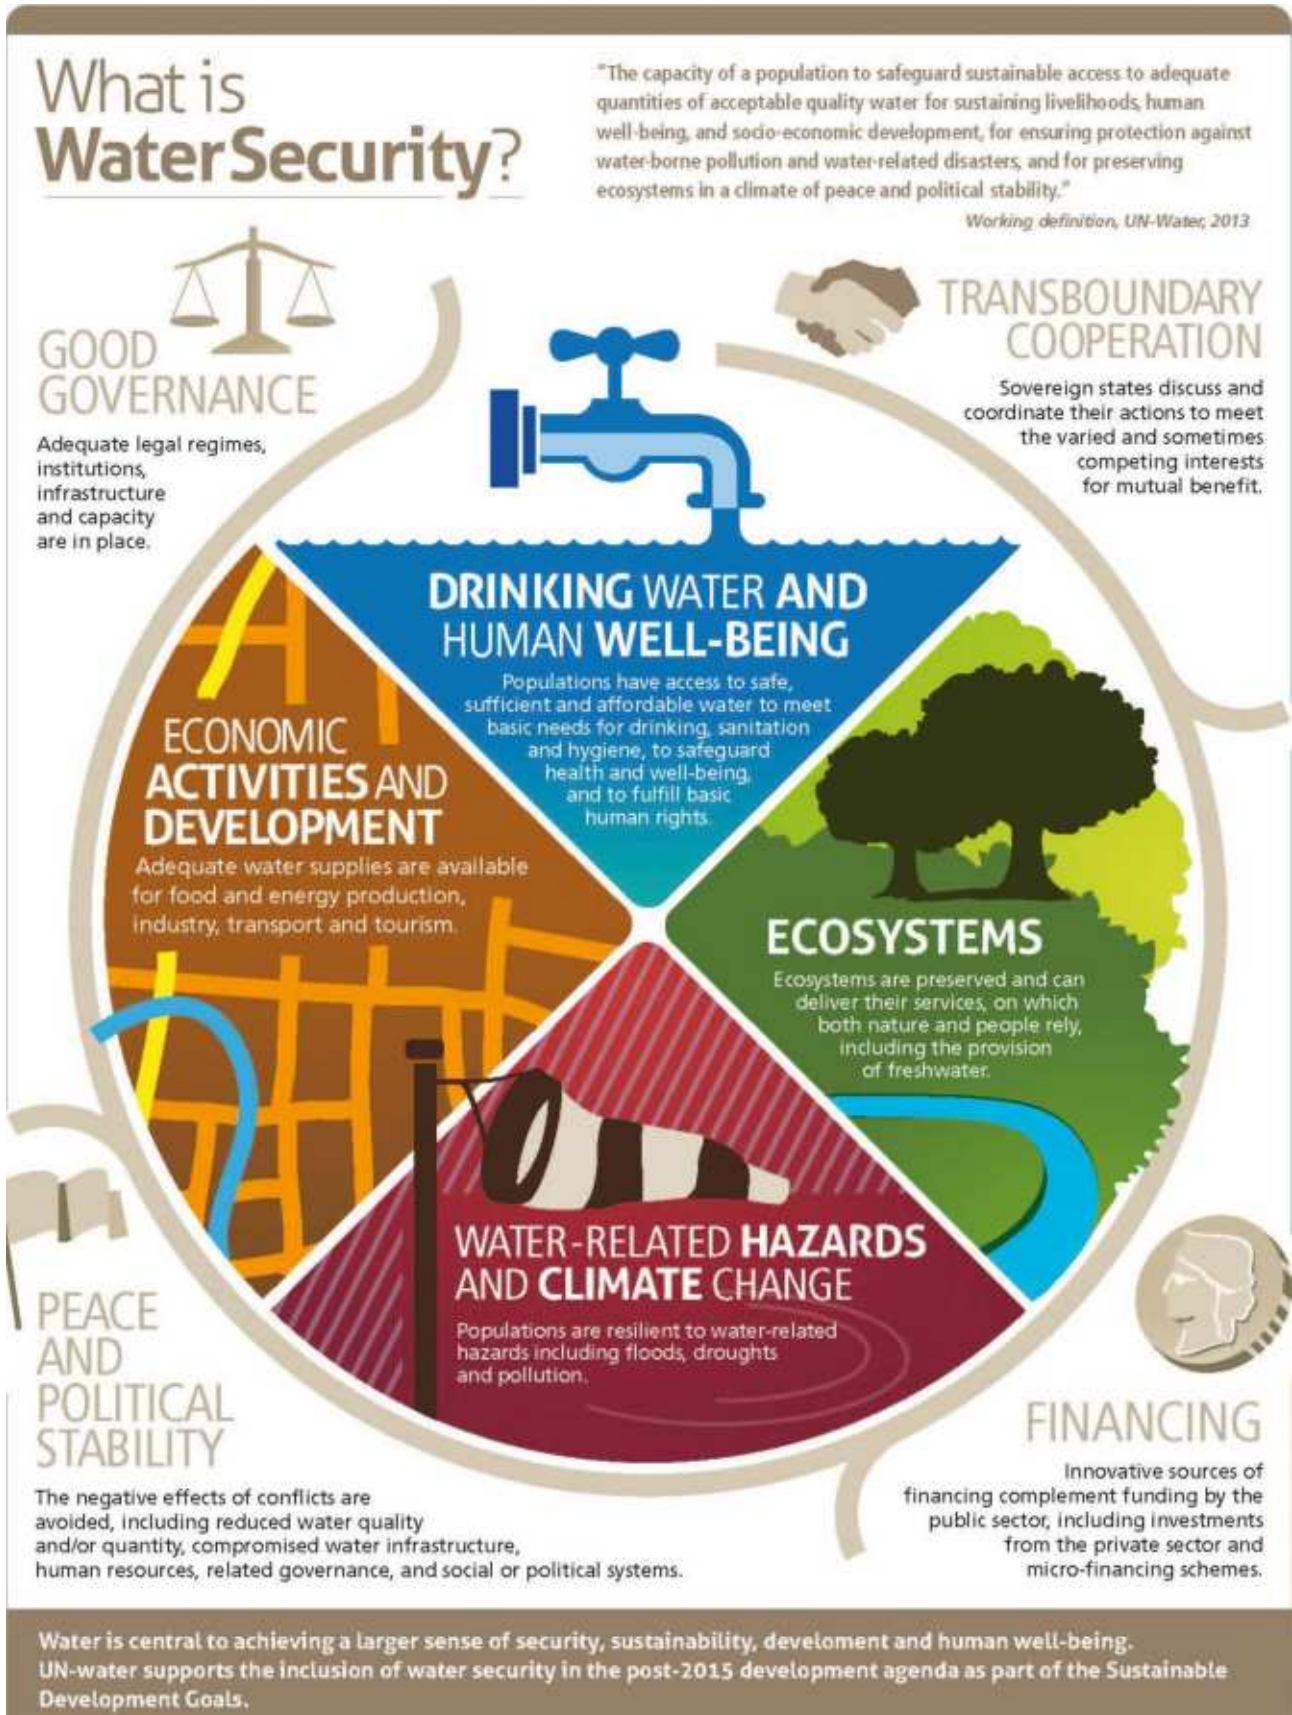 What is
Water Security?
"The capacity of a population to safeguard sustainable access to adequate
quantities of acceptable quality water for sustaining livelihoods, human
well-being, and socio-economic development, for ensuring protection against
water-borne pollution and water-related disasters, and for preserving
ecosystems in a climate of peace and political stability."
Working definition, UN-Water, 2013
GOOD
GOVERNANCE
Adequate legal regimes,
institutions,
infrastructure
and capacity
are in place.
TRANSBOUNDARY
COOPERATION
Sovereign states discuss and
coordinate their actions to meet
the varied and sometimes
competing interests
for mutual benefit.
DRINKING WATER AND
HUMAN WELL-BEING
Populations have access to safe,
sufficient and affordable water to meet
basic needs for drinking, sanitation
and hygiene, to safeguard
health and well-being,
and to fulfill basic
human rights.
ECONOMIC
ACTIVITIES AND
DEVELOPMENT
Adequate water supplies are available
for food and energy production,
industry, transport and tourism.
ECOSYSTEMS
Ecosystems are preserved and can
deliver their services, on which
both nature and people rely,
including the provision
of freshwater.
WATER-RELATED HAZARDS
AND CLIMATE CHANGE
Populations are resilient to water-related
hazards including floods, droughts
and pollution.
PEACE
AND
POLITICAL
STABILITY
The negative effects of conflicts are
avoided, including reduced water quality
and/or quantity, compromised water infrastructure,
human resources, related governance, and social or political systems.
FINANCING
Innovative sources of
financing complement funding by the
public sector, including investments
from the private sector and
micro-financing schemes.
Water is central to achieving a larger sense of security, sustainability, develoment and human well-being.
UN-water supports the inclusion of water security in the post-2015 development agenda as part of the Sustainable
Development Goals.